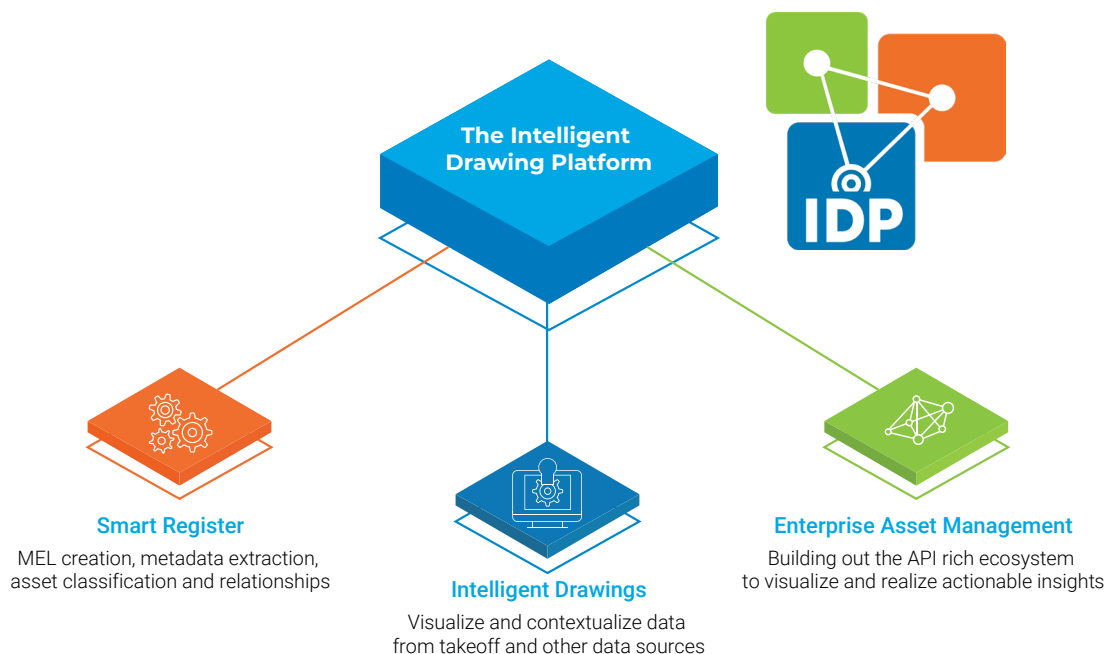 The Intelligent
Drawing Platform
IDP
Smart Register
MEL creation, metadata extraction,
asset classification and relationships
Intelligent Drawings
Visualize and contextualize data
from takeoff and other data sources
Enterprise Asset Management
Building out the API rich ecosystem
to visualize and realize actionable insights